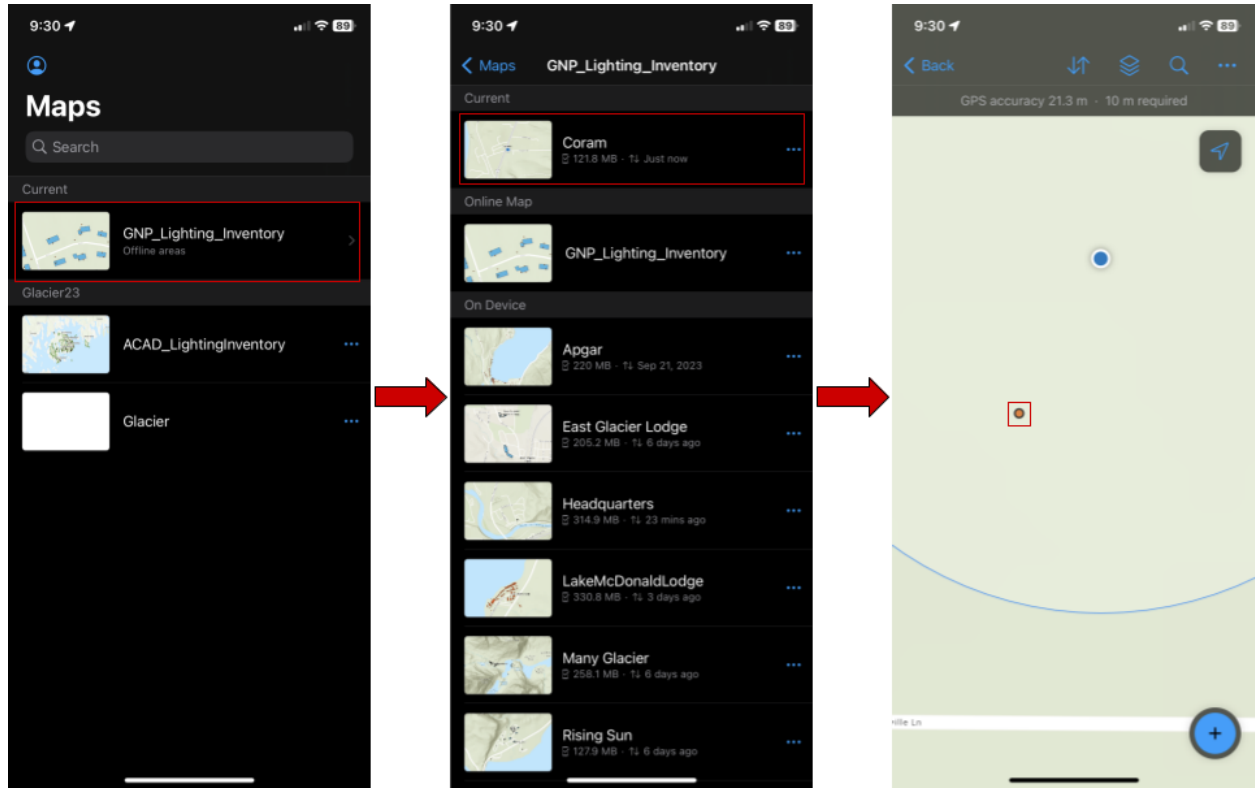 9:30
89
Maps
Search
Current
GNP_Lighting_Inventory
Offline areas
Glacier23
ACAD_LightingInventory
Glacier
9:30
89
Maps
GNP_Lighting_Inventory
Current
Coram
121.8 MB · Just now
Online Map
GNP_Lighting_Inventory
On Device
Apgar
220 MB · Sep 21, 2023
East Glacier Lodge
205.2 MB · 6 days ago
Headquarters
314.9 MB · 23 mins ago
LakeMcDonaldLodge
330.8 MB · 3 days ago
Many Glacier
258.1 MB · 6 days ago
Rising Sun
127.9 MB · 6 days ago
9:30
89
Back
GPS accuracy 21.3 m · 10 m required
ville Ln